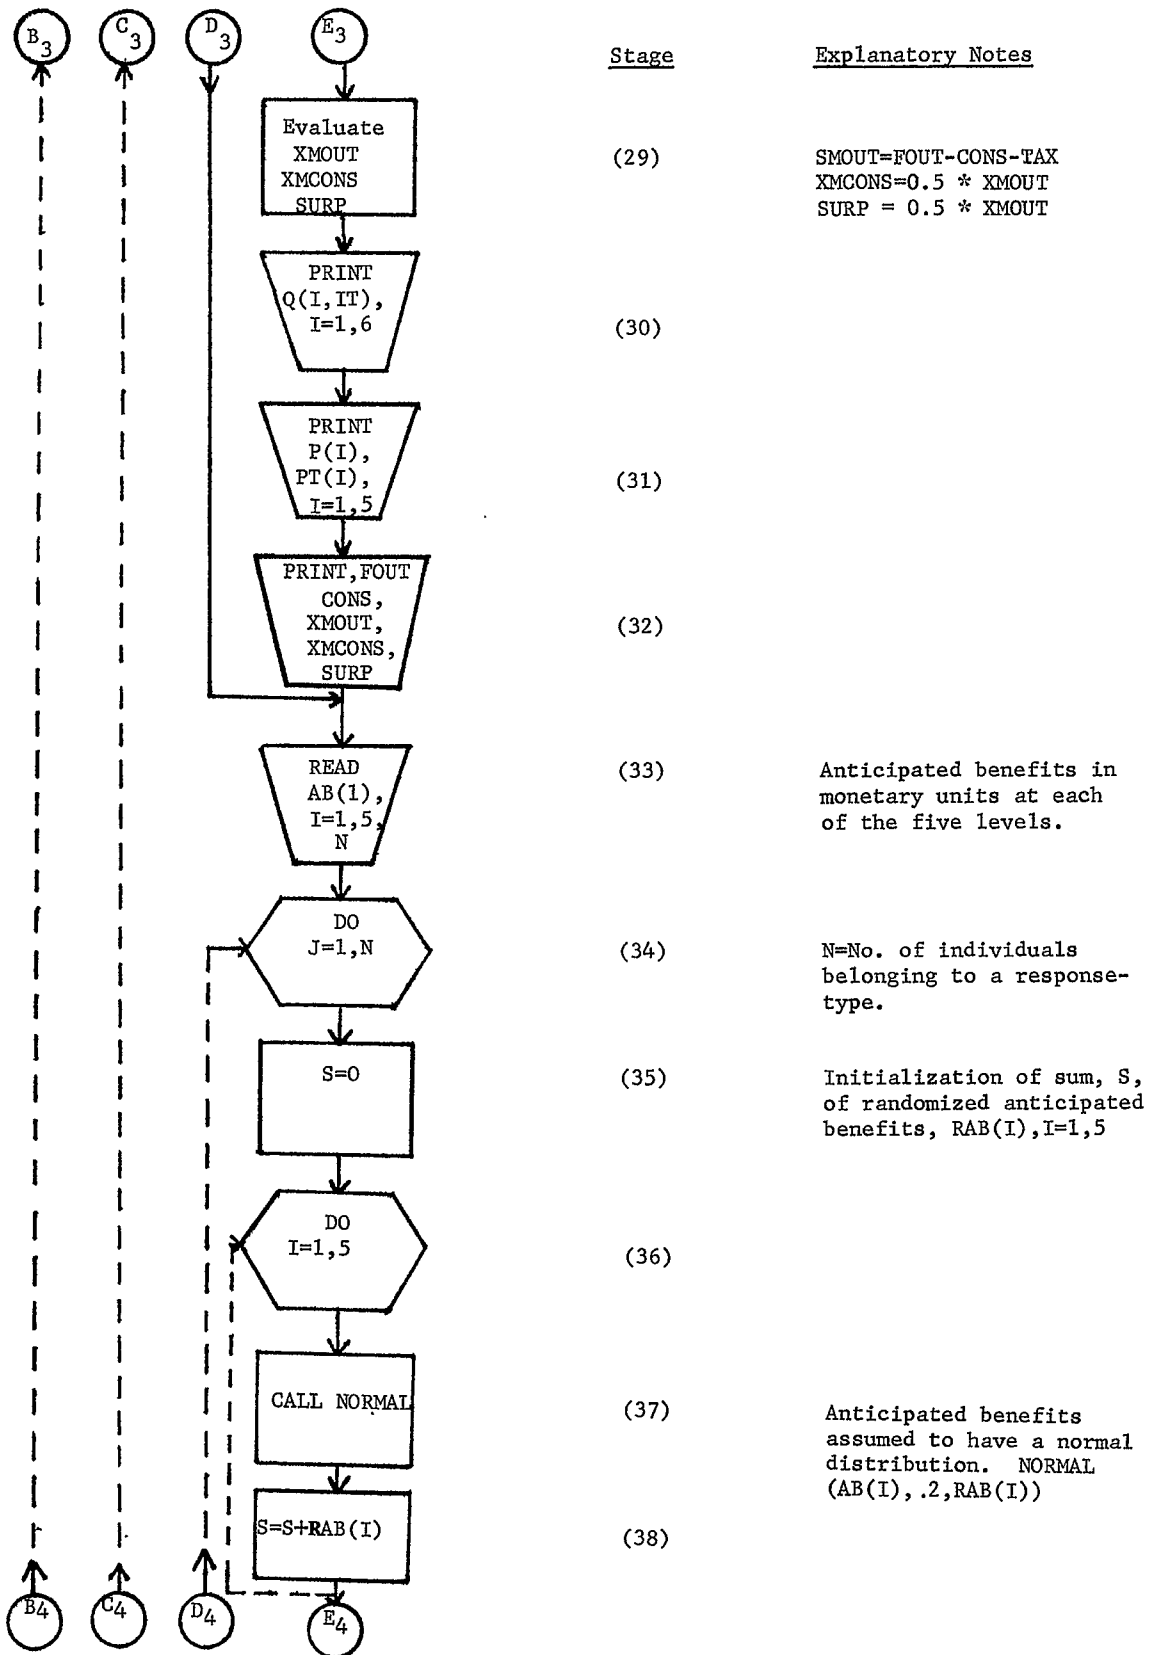 B3 C3 D3 E3
Stage Explanatory Notes
Evaluate
XMOUT
XMCONS
SURP
(29)
SMOUT=FOUT-CONS-TAX
XMCONS=0.5 * XMOUT
SURP = 0.5 * XMOUT
PRINT
Q(I,IT),
I=1,6
(30)
PRINT
P(I),
PT(I),
I=1,5
(31)
PRINT,FOUT
CONS,
XMOUT,
XMCONS,
SURP
(32)
READ
AB(1),
I=1,5,
N
(33)
Anticipated benefits in
monetary units at each
of the five levels.
DO
J=1,N
(34)
N=No. of individuals
belonging to a response-
type.
S=0
(35)
Initialization of sum, S,
of randomized anticipated
benefits, RAB(I),I=1,5
DO
I=1,5
(36)
CALL NORMAL
(37)
Anticipated benefits
assumed to have a normal
distribution. NORMAL
(AB(I), .2,RAB(I))
S=S+RAB(I)
(38)
B4 C4 D4 E4